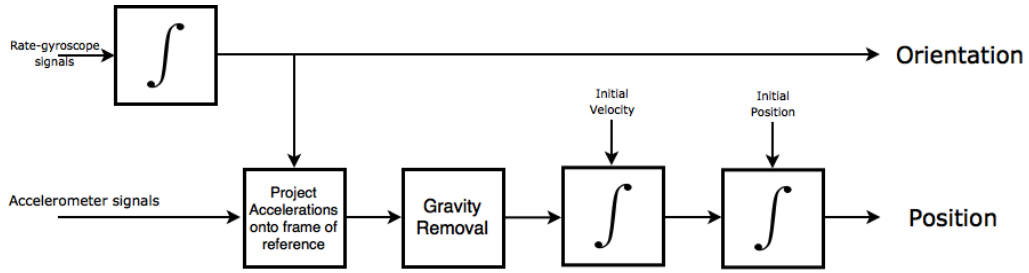 Rate-gyroscope
signals
∫
Orientation
Initial
Velocity
Initial
Position
Accelerometer signals
Project
Accelerations
onto frame of
reference
Gravity
Removal
∫
∫
Position